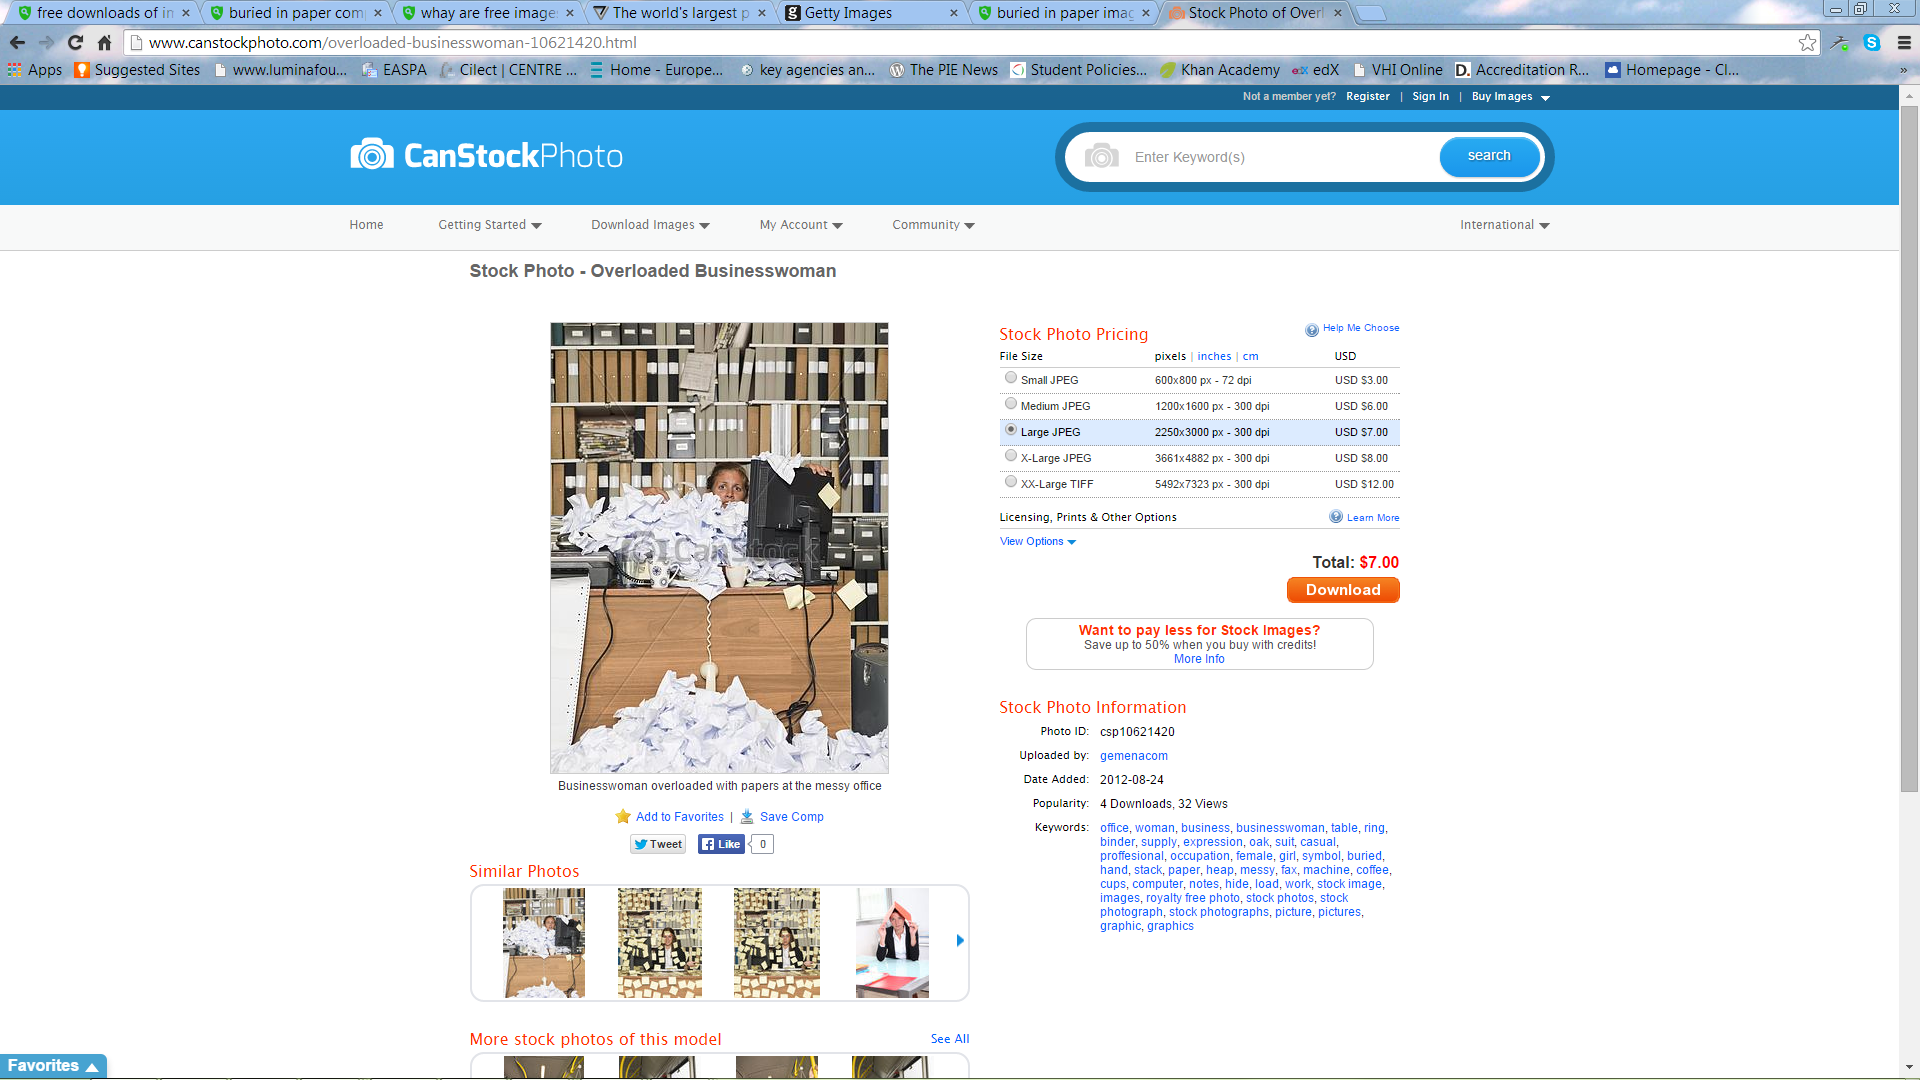 free downloads of in
buried in paper com
whay are free image
The world's largest p
Getty Images
buried in paper imag
Stock Photo of Overl
www.canstockphoto.com/overloaded-businesswoman-10621420.html
Apps
Suggested Sites
www.luminafou...
EASPA
Cilect | CENTRE ...
Home - Europe...
key agencies an...
The PIE News
Student Policies...
Khan Academy
edX
VHI Online
Accreditation R...
Homepage - Cl...
Not a member yet? Register | Sign In | Buy Images
CanStockPhoto
Enter Keyword(s)
search
Home
Getting Started
Download Images
My Account
Community
International
Stock Photo - Overloaded Businesswoman
CanStock
Businesswoman overloaded with papers at the messy office
Add to Favorites | Save Comp
Tweet
Like
0
Similar Photos
More stock photos of this model
See All
Stock Photo Pricing
Help Me Choose
File Size pixels | inches | cm USD
Small JPEG 600x800 px - 72 dpi USD $3.00
Medium JPEG 1200x1600 px - 300 dpi USD $6.00
Large JPEG 2250x3000 px - 300 dpi USD $7.00
X-Large JPEG 3661x4882 px - 300 dpi USD $8.00
XX-Large TIFF 5492x7323 px - 300 dpi USD $12.00
Licensing, Prints & Other Options
Learn More
View Options
Total: $7.00
Download
Want to pay less for Stock Images?
Save up to 50% when you buy with credits!
More Info
Stock Photo Information
Photo ID: csp10621420
Uploaded by: gemenacom
Date Added: 2012-08-24
Popularity: 4 Downloads, 32 Views
Keywords: office, woman, business, businesswoman, table, ring,
binder, supply, expression, oak, suit, casual,
proffesional, occupation, female, girl, symbol, buried,
hand, stack, paper, heap, messy, fax, machine, coffee,
cups, computer, notes, hide, load, work, stock image,
images, royalty free photo, stock photos, stock
photograph, stock photographs, picture, pictures,
graphic, graphics
Favorites